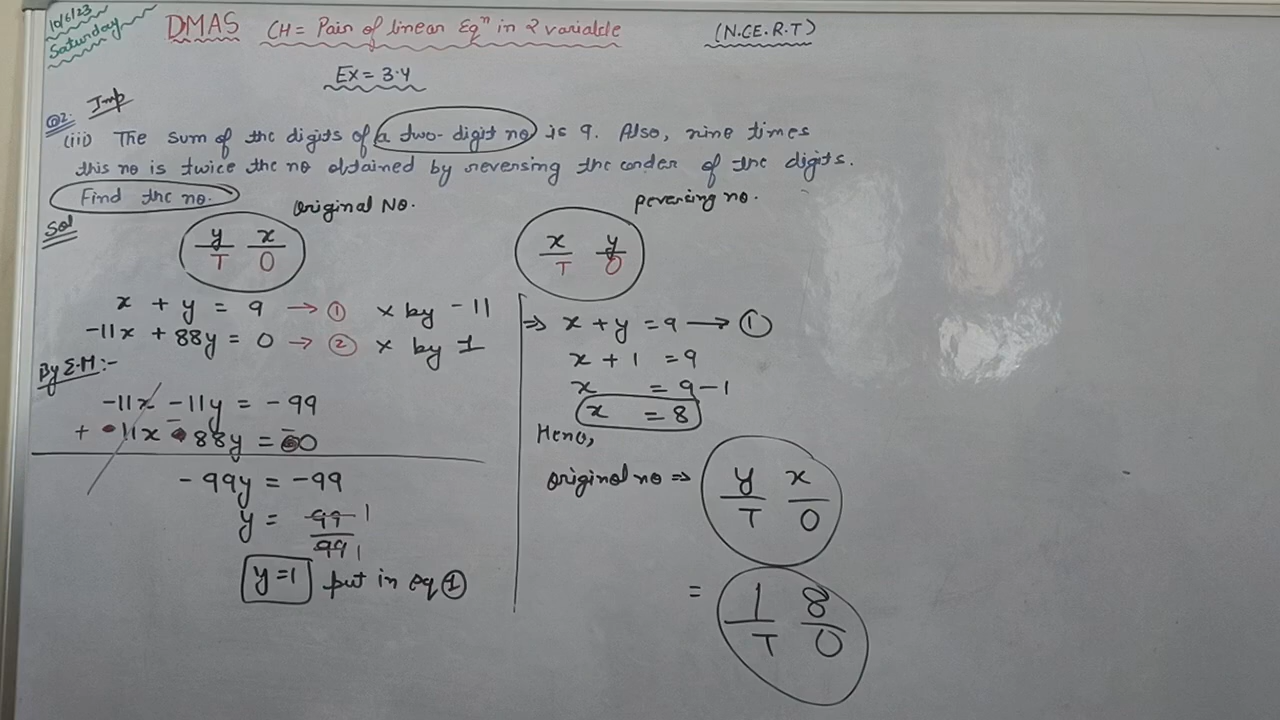 10/6/23
Saturday
DMAS CH = Pair of linear Eqn in 2 variable (N.C.E.R.T)
Ex = 3.4
Q2. Imp
(iii) The sum of the digits of a two-digit no is 9. Also, nine times
this no is twice the no obtained by reversing the order of the digits.
Find the no.
Sol
Original No.
y x
T O
x + y = 9 → ① × by -11
-11x + 88y = 0 → ② × by 1
By E.M:-
-11x - 11y = -99
+ 11x 88y = 0
- 99y = -99
y = 99 1
99 1
y = 1 put in eq ①
reversing no.
x y
T O
⇒ x + y = 9 → ①
x + 1 = 9
x = 9 - 1
x = 8
Henc,
original no ⇒ y x
T O
= 1 8
T O